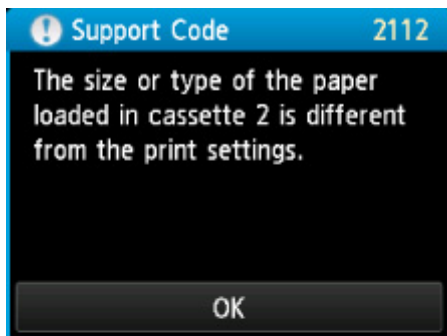 Support Code 2112
The size or type of the paper
loaded in cassette 2 is different
from the print settings.
OK